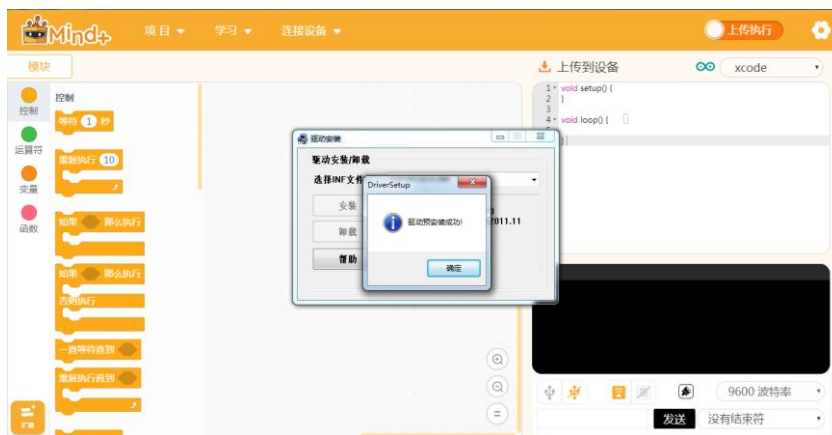 Mind+ 项目 学习 连接设备 上传执行
模块 上传到设备 xcode
控制
运算符
变量
函数
扩展
控制
等待 1 秒
重复执行 10
如果 那么执行
如果 那么执行
否则执行
一直等待直到
重复执行直到
驱动安装
驱动安装/卸载
选择INF文件
安装
卸载
帮助
2011.11
DriverSetup
驱动预安装成功!
确定
1 void setup() {
2 }
3
4 void loop() {
}
9600 波特率
发送 没有结束符